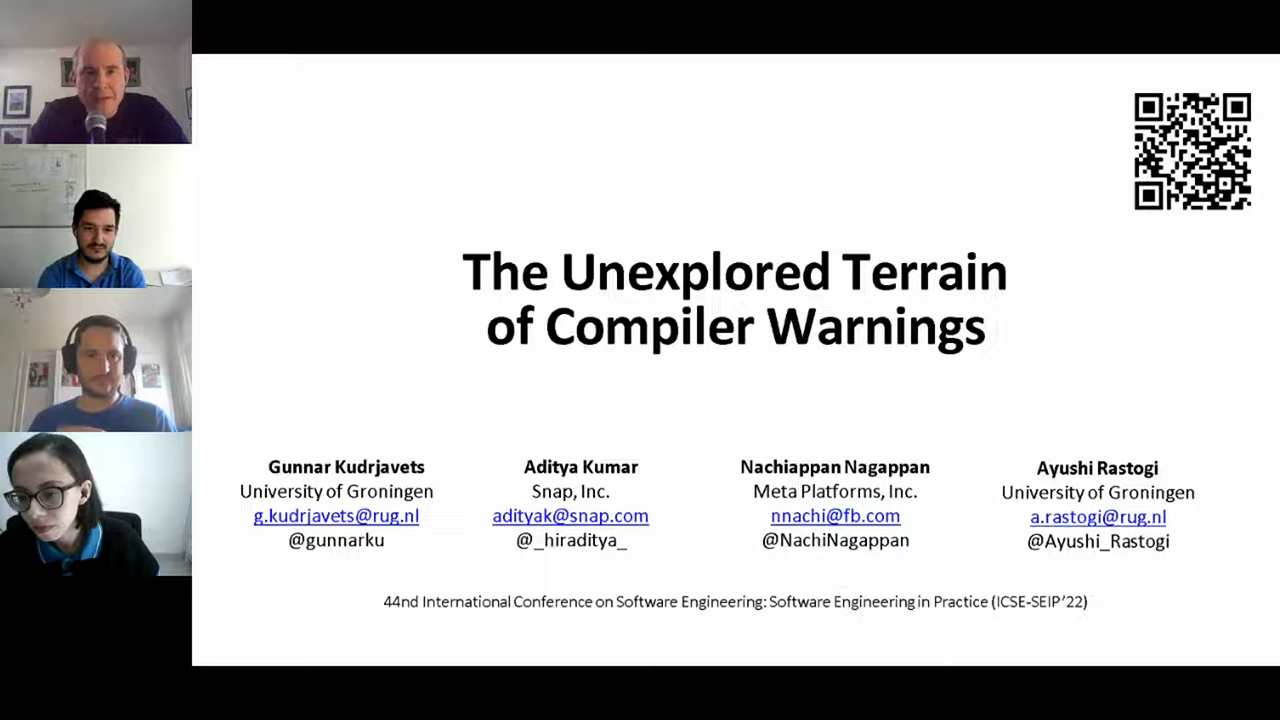 The Unexplored Terrain
of Compiler Warnings
Gunnar Kudrjavets
University of Groningen
g.kudrjavets@rug.nl
@gunnarku
Aditya Kumar
Snap, Inc.
adityak@snap.com
@_hiraditya_
Nachiappan Nagappan
Meta Platforms, Inc.
nnachi@fb.com
@NachiNagappan
Ayushi Rastogi
University of Groningen
a.rastogi@rug.nl
@Ayushi_Rastogi
44nd International Conference on Software Engineering: Software Engineering in Practice (ICSE-SEIP'22)